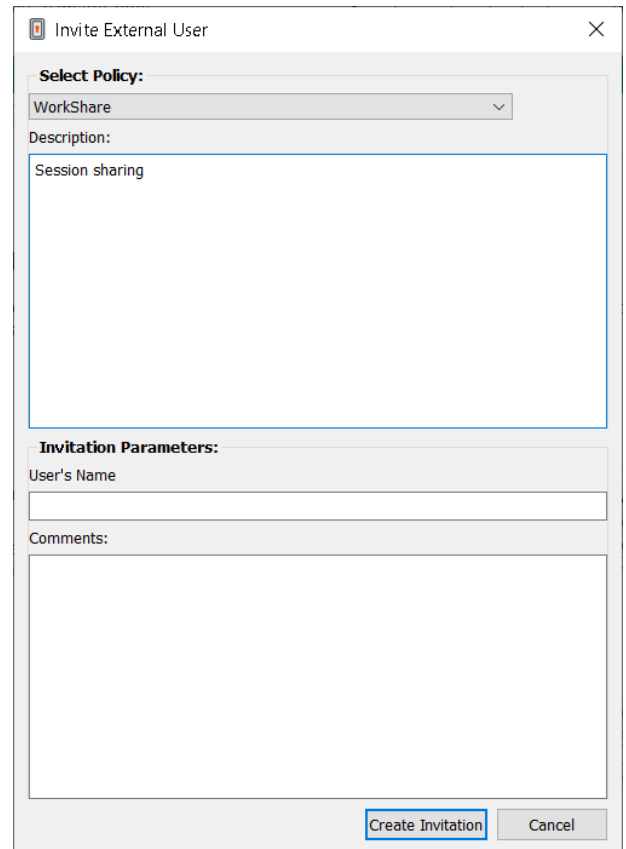 Invite External User
Select Policy:
WorkShare
Description:
Session sharing
Invitation Parameters:
User's Name
Comments:
Create Invitation Cancel